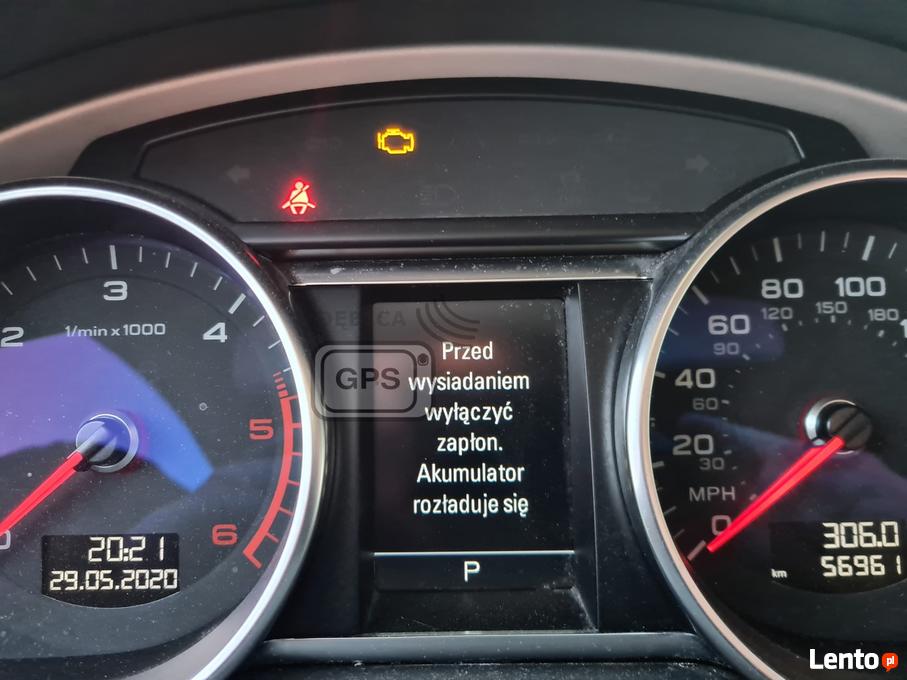 DĘBICA
GPS
1/min x 1000
0
2
3
4
5
6
20:21
29.05.2020
Przed
wysiadaniem
wyłączyć
zapłon.
Akumulator
rozładuje się
P
0
20
30
40
60
60
90
80
120
100
150
180
MPH
306.0
km
56961
Lento.pl